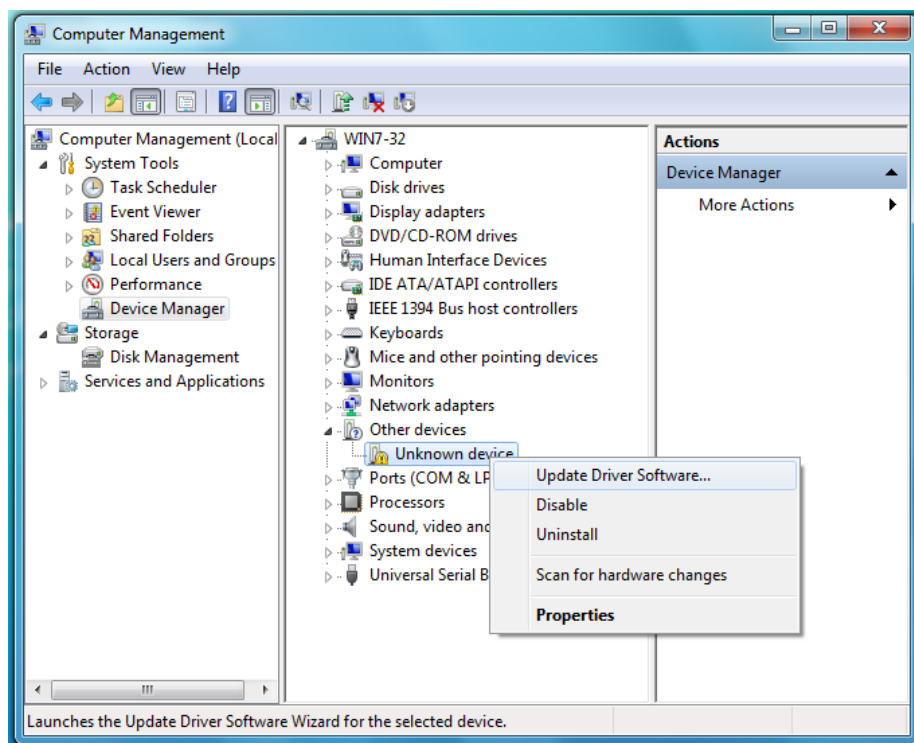 Computer Management
File Action View Help
Computer Management (Local
System Tools
Task Scheduler
Event Viewer
Shared Folders
Local Users and Groups
Performance
Device Manager
Storage
Disk Management
Services and Applications
WIN7-32
Computer
Disk drives
Display adapters
DVD/CD-ROM drives
Human Interface Devices
IDE ATA/ATAPI controllers
IEEE 1394 Bus host controllers
Keyboards
Mice and other pointing devices
Monitors
Network adapters
Other devices
Unknown device
Ports (COM & LP
Processors
Sound, video and
System devices
Universal Serial B
Update Driver Software...
Disable
Uninstall
Scan for hardware changes
Properties
Actions
Device Manager
More Actions
Launches the Update Driver Software Wizard for the selected device.